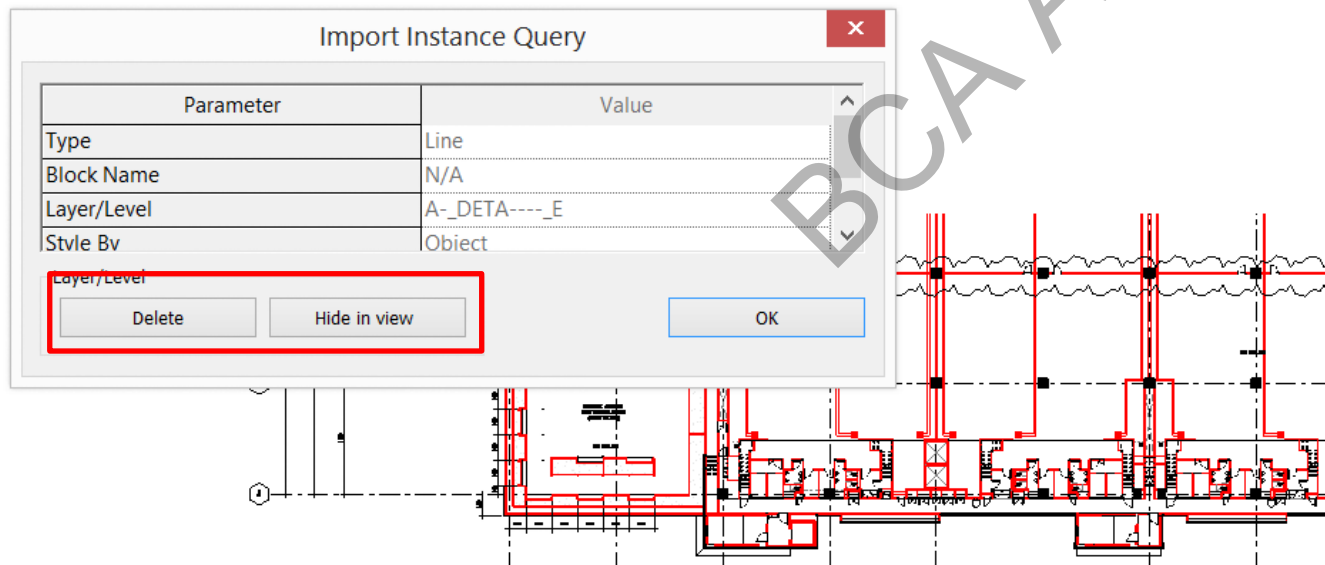 Import Instance Query
Parameter Value
Type Line
Block Name N/A
Layer/Level A-_DETA----_E
Style By Object
Layer/Level
Delete Hide in view OK
BCA A